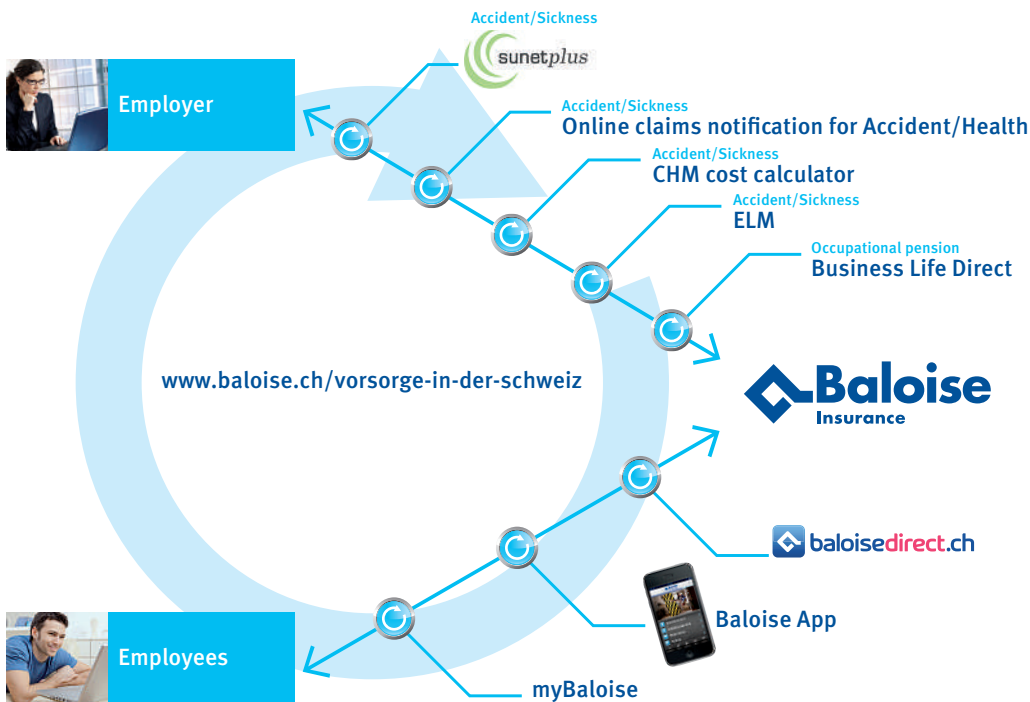 Accident/Sickness
sunetplus
Employer
Accident/Sickness
Online claims notification for Accident/Health
Accident/Sickness
CHM cost calculator
Accident/Sickness
ELM
Occupational pension
Business Life Direct
www.baloise.ch/vorsorge-in-der-schweiz
Baloise
Insurance
baloisedirect.ch
Baloise App
Employees
myBaloise